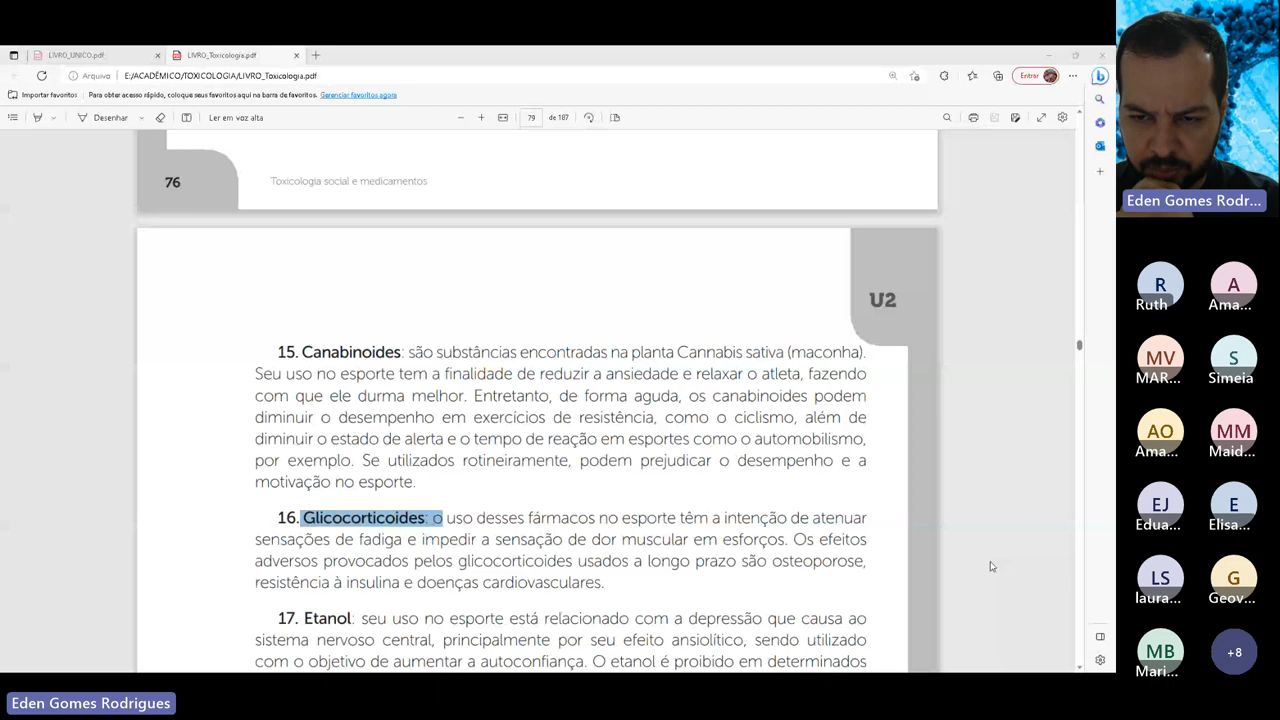 LIVRO_UNICO.pdf
LIVRO_Toxicologia.pdf
Arquivo
E:/ACADÊMICO/TOXICOLOGIA/LIVRO_Toxicologia.pdf
Entrar
Importar favoritos
Para obter acesso rápido, coloque seus favoritos aqui na barra de favoritos. Gerenciar favoritos agora
Desenhar
Ler em voz alta
79
de 187
76
Toxicologia social e medicamentos
U2
15. Canabinoides: são substâncias encontradas na planta Cannabis sativa (maconha).
Seu uso no esporte tem a finalidade de reduzir a ansiedade e relaxar o atleta, fazendo
com que ele durma melhor. Entretanto, de forma aguda, os canabinoides podem
diminuir o desempenho em exercícios de resistência, como o ciclismo, além de
diminuir o estado de alerta e o tempo de reação em esportes como o automobilismo,
por exemplo. Se utilizados rotineiramente, podem prejudicar o desempenho e a
motivação no esporte.
16. Glicocorticoides: o uso desses fármacos no esporte têm a intenção de atenuar
sensações de fadiga e impedir a sensação de dor muscular em esforços. Os efeitos
adversos provocados pelos glicocorticoides usados a longo prazo são osteoporose,
resistência à insulina e doenças cardiovasculares.
17. Etanol: seu uso no esporte está relacionado com a depressão que causa ao
sistema nervoso central, principalmente por seu efeito ansiolítico, sendo utilizado
com o objetivo de aumentar a autoconfiança. O etanol é proibido em determinados
Eden Gomes Rodr...
R
Ruth
A
Ama...
MV
MAR...
S
Simeia
AO
Ama...
MM
Maid...
EJ
Edua...
E
Elisa...
LS
laura...
G
Geov...
MB
Mari...
+8
Eden Gomes Rodrigues